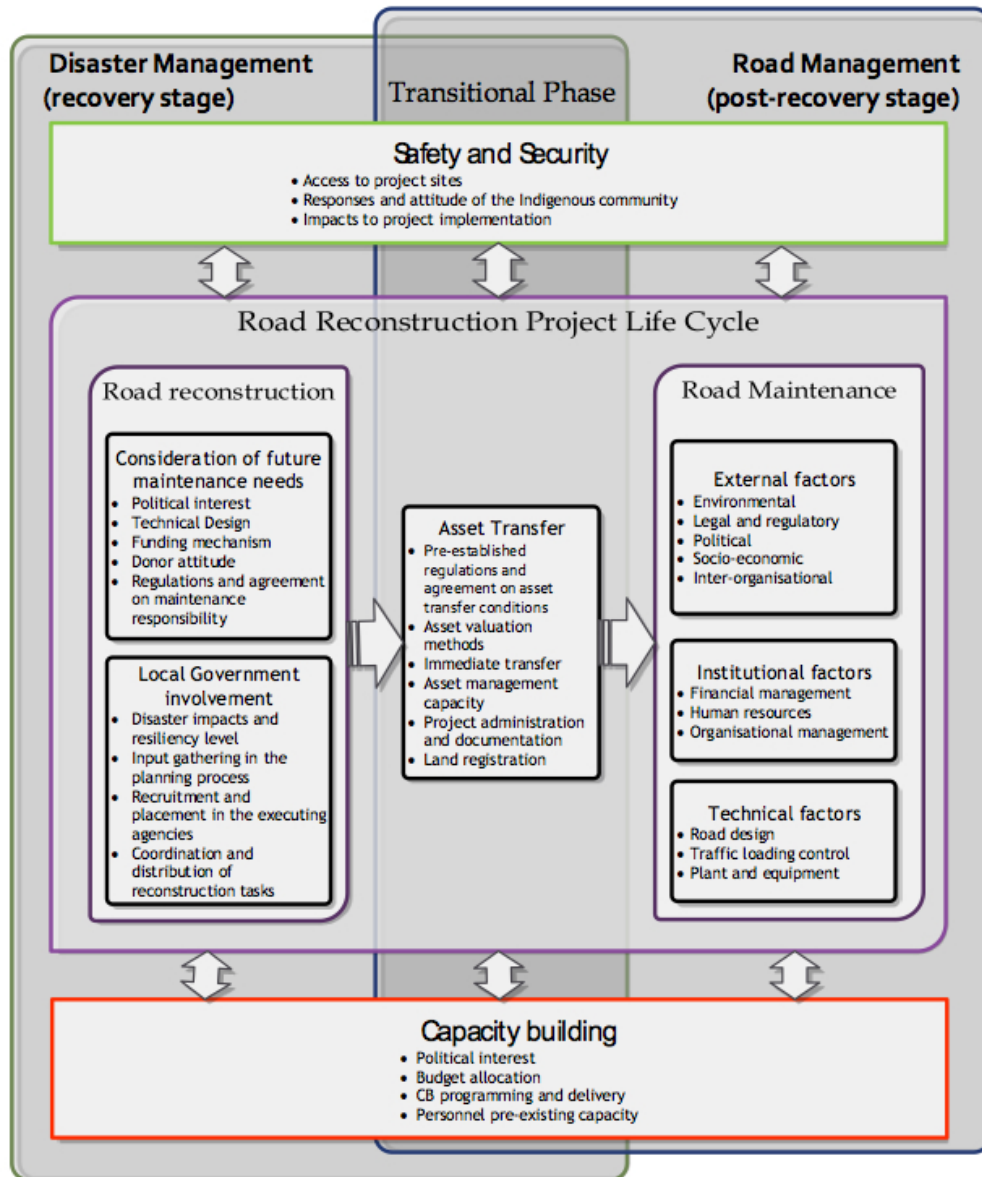 Disaster Management
(recovery stage)
Transitional Phase
Road Management
(post-recovery stage)
Safety and Security
• Access to project sites
• Responses and attitude of the Indigenous community
• Impacts to project implementation
Road Reconstruction Project Life Cycle
Road reconstruction
Consideration of future
maintenance needs
• Political interest
• Technical Design
• Funding mechanism
• Donor attitude
• Regulations and agreement
on maintenance
responsibility
Local Government
involvement
• Disaster impacts and
resiliency level
• Input gathering in the
planning process
• Recruitment and
placement in the executing
agencies
• Coordination and
distribution of
reconstruction tasks
Asset Transfer
• Pre-established
regulations and
agreement on asset
transfer conditions
• Asset valuation
methods
• Immediate transfer
• Asset management
capacity
• Project administration
and documentation
• Land registration
Road Maintenance
External factors
• Environmental
• Legal and regulatory
• Political
• Socio-economic
• Inter-organisational
Institutional factors
• Financial management
• Human resources
• Organisational management
Technical factors
• Road design
• Traffic loading control
• Plant and equipment
Capacity building
• Political interest
• Budget allocation
• CB programming and delivery
• Personnel pre-existing capacity